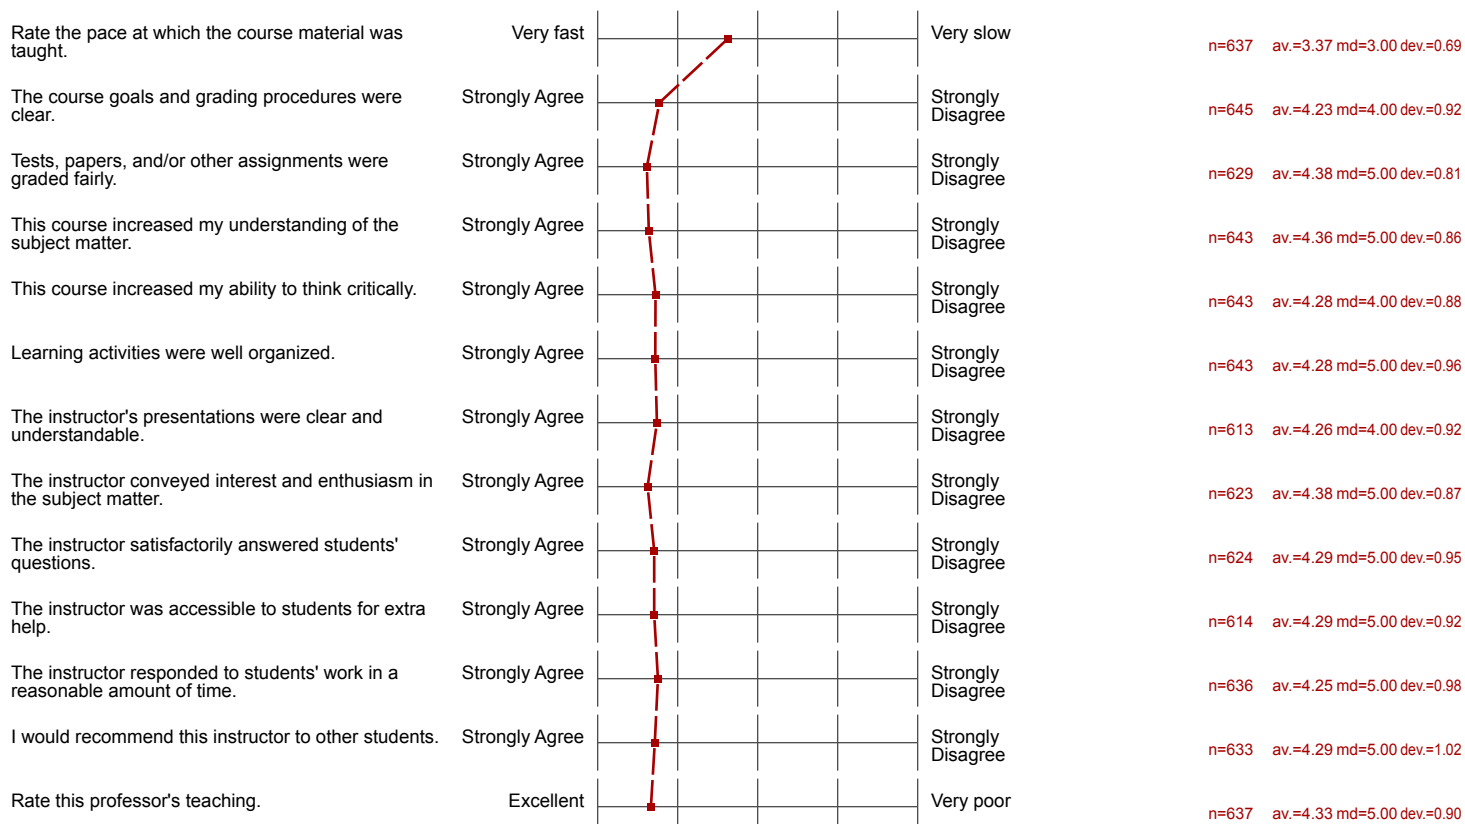 Rate the pace at which the course material was
taught.
Very fast
Very slow
n=637 av.=3.37 md=3.00 dev.=0.69
The course goals and grading procedures were
clear.
Strongly Agree
Strongly
Disagree
n=645 av.=4.23 md=4.00 dev.=0.92
Tests, papers, and/or other assignments were
graded fairly.
Strongly Agree
Strongly
Disagree
n=629 av.=4.38 md=5.00 dev.=0.81
This course increased my understanding of the
subject matter.
Strongly Agree
Strongly
Disagree
n=643 av.=4.36 md=5.00 dev.=0.86
This course increased my ability to think critically.
Strongly Agree
Strongly
Disagree
n=643 av.=4.28 md=4.00 dev.=0.88
Learning activities were well organized.
Strongly Agree
Strongly
Disagree
n=643 av.=4.28 md=5.00 dev.=0.96
The instructor's presentations were clear and
understandable.
Strongly Agree
Strongly
Disagree
n=613 av.=4.26 md=4.00 dev.=0.92
The instructor conveyed interest and enthusiasm in
the subject matter.
Strongly Agree
Strongly
Disagree
n=623 av.=4.38 md=5.00 dev.=0.87
The instructor satisfactorily answered students'
questions.
Strongly Agree
Strongly
Disagree
n=624 av.=4.29 md=5.00 dev.=0.95
The instructor was accessible to students for extra
help.
Strongly Agree
Strongly
Disagree
n=614 av.=4.29 md=5.00 dev.=0.92
The instructor responded to students' work in a
reasonable amount of time.
Strongly Agree
Strongly
Disagree
n=636 av.=4.25 md=5.00 dev.=0.98
I would recommend this instructor to other students.
Strongly Agree
Strongly
Disagree
n=633 av.=4.29 md=5.00 dev.=1.02
Rate this professor's teaching.
Excellent
Very poor
n=637 av.=4.33 md=5.00 dev.=0.90